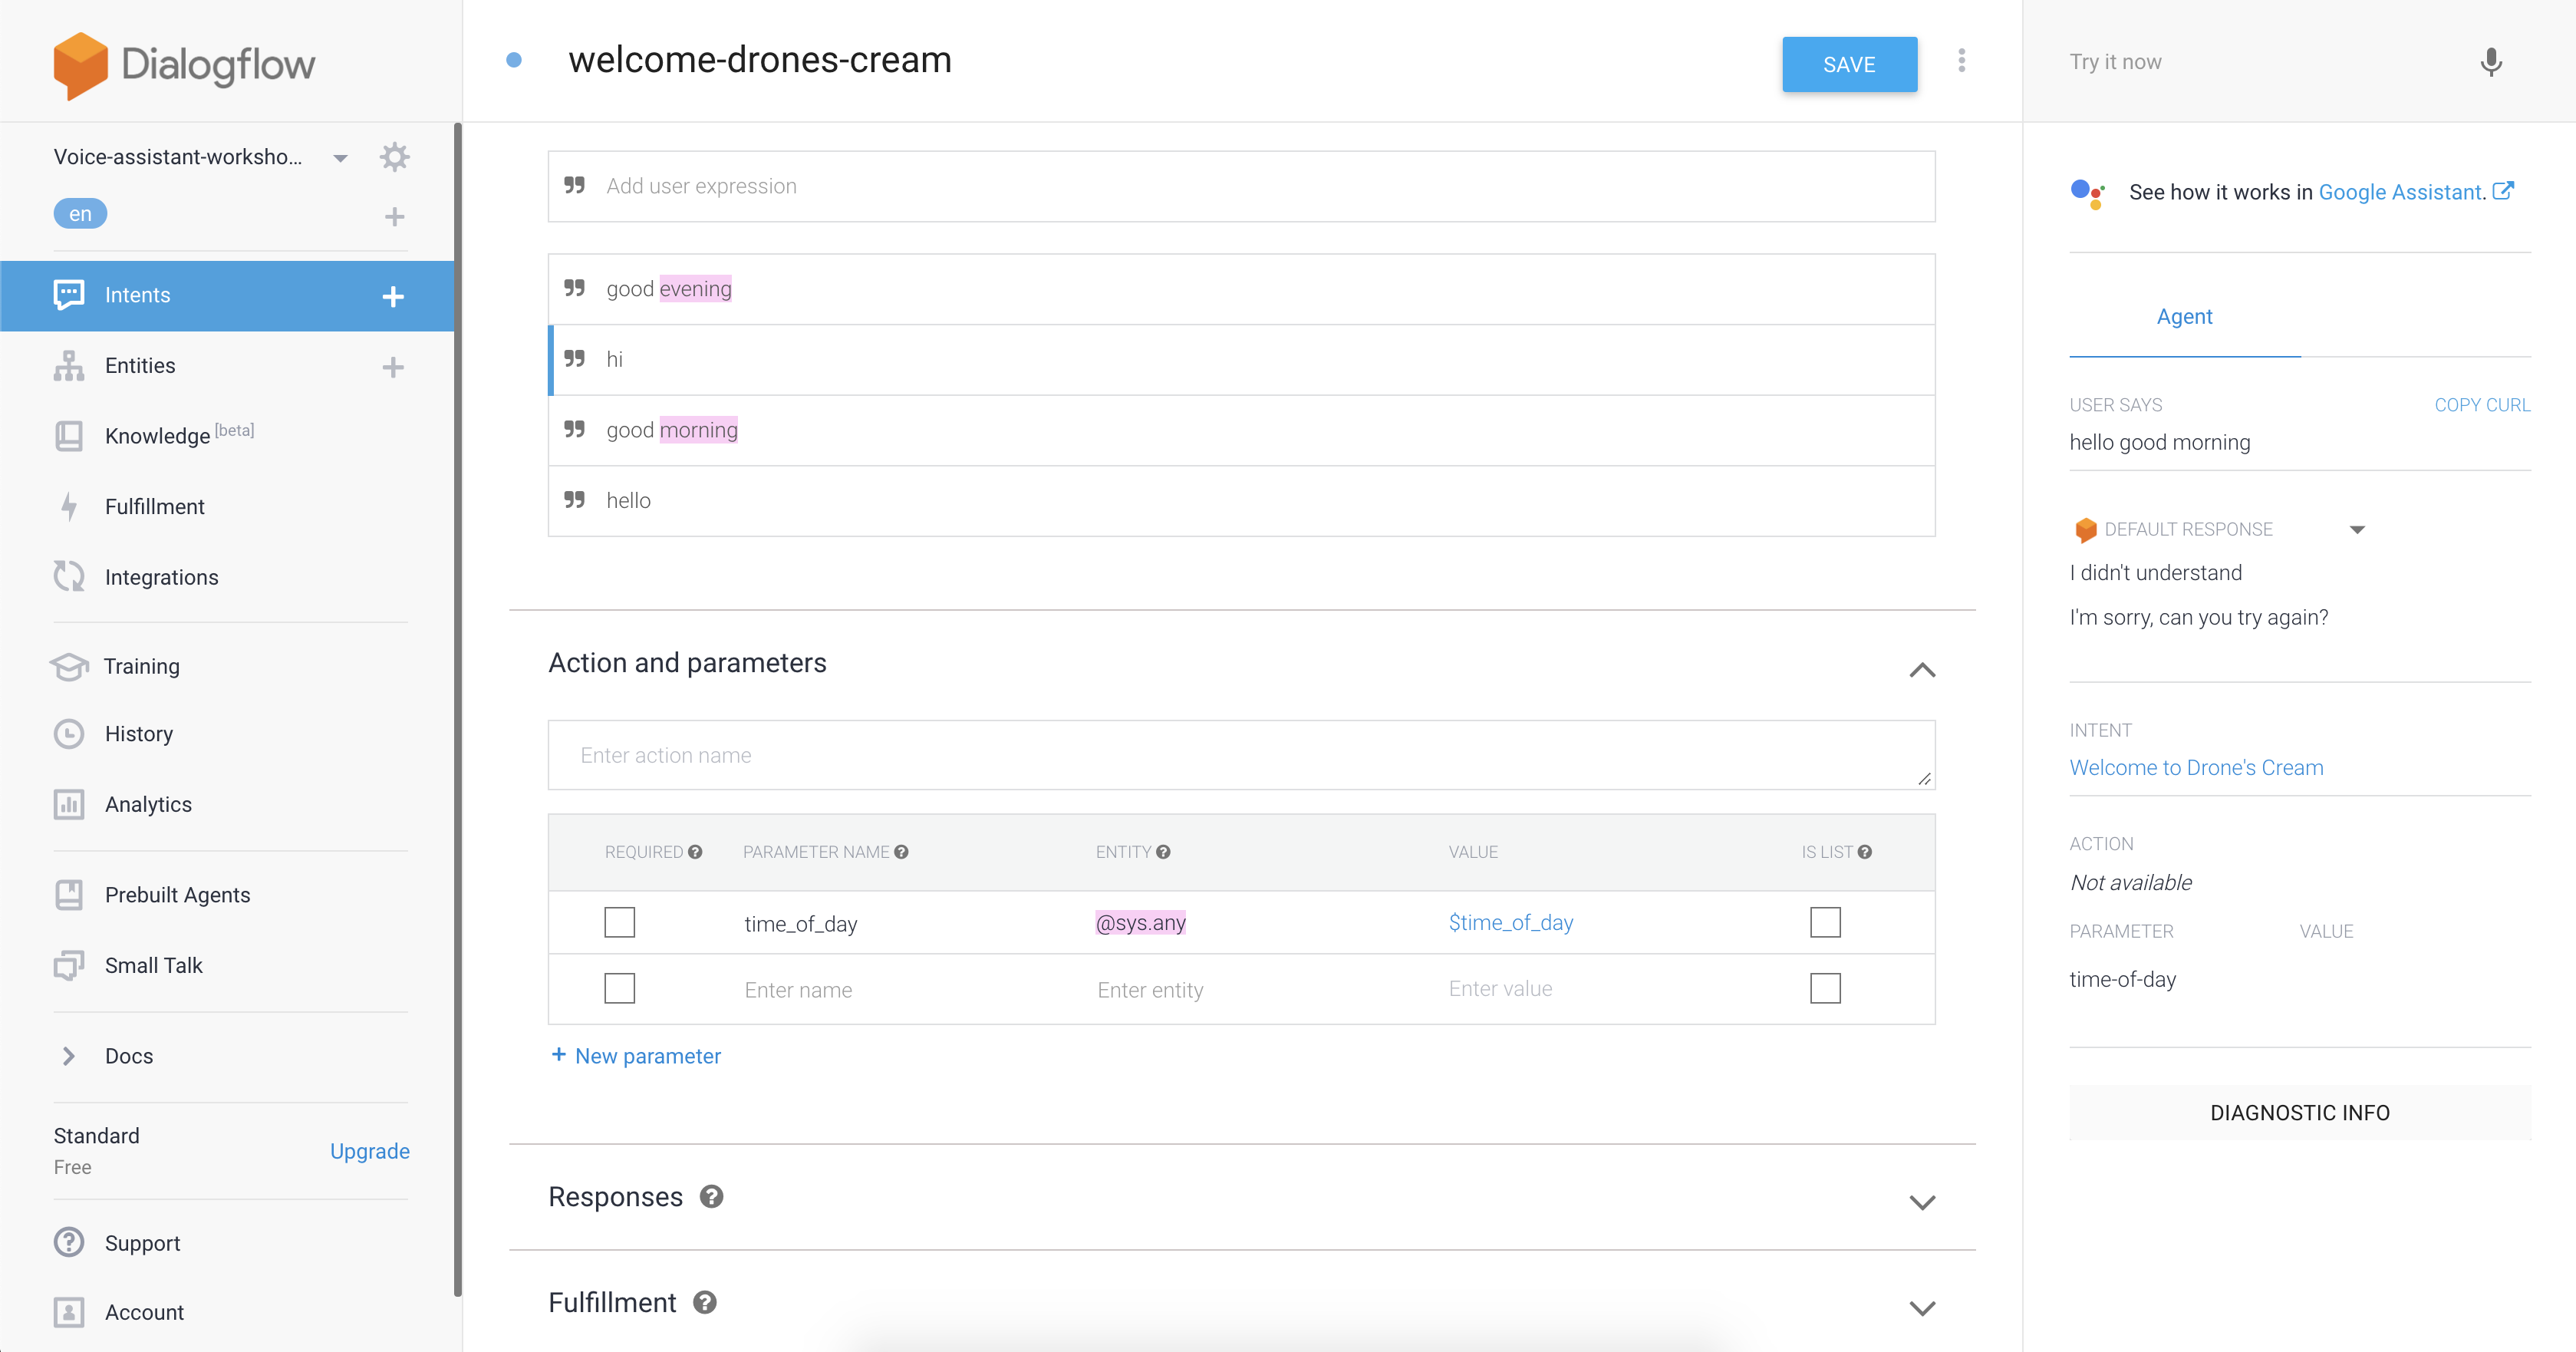 Dialogflow
Voice-assistant-worksho...
en
Intents
Entities
Knowledge [beta]
Fulfillment
Integrations
Training
History
Analytics
Prebuilt Agents
Small Talk
Docs
Standard
Free
Upgrade
Support
Account
welcome-drones-cream
SAVE
Add user expression
good evening
hi
good morning
hello
Action and parameters
Enter action name
REQUIRED PARAMETER NAME ENTITY VALUE IS LIST
time_of_day @sys.any $time_of_day
Enter name Enter entity Enter value
+ New parameter
Responses
Fulfillment
Try it now
See how it works in Google Assistant.
Agent
USER SAYS COPY CURL
hello good morning
DEFAULT RESPONSE
I didn't understand
I'm sorry, can you try again?
INTENT
Welcome to Drone's Cream
ACTION
Not available
PARAMETER VALUE
time-of-day
DIAGNOSTIC INFO